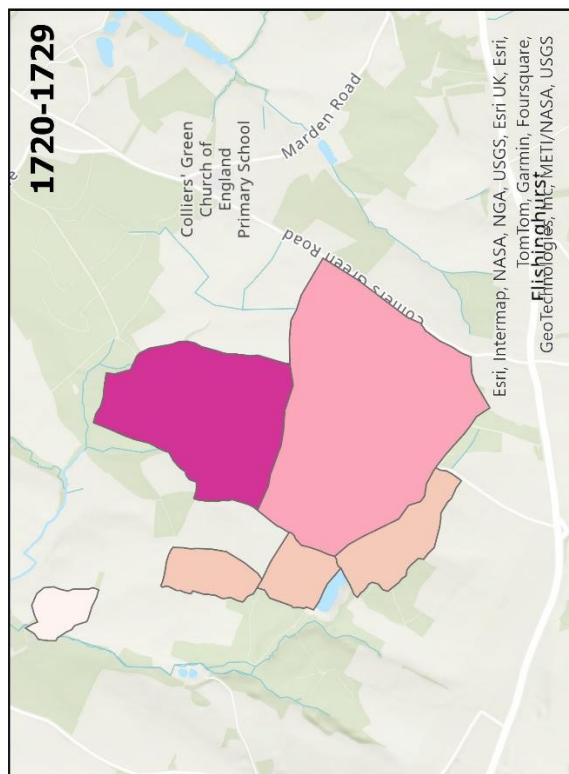 1720-1729
Colliers' Green
Church of
England
Primary School
Marden Road
Colliers Green Road
Flishinghurst
Esri, Intermap, NASA, NGA, USGS, Esri UK, Esri,
TomTom, Garmin, Foursquare,
GeoTechnologies, Inc, METI/NASA, USGS